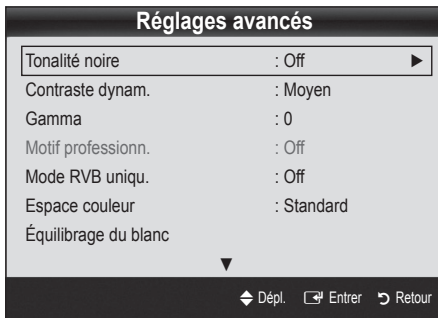 Réglages avancés
Tonalité noire : Off ►
Contraste dynam. : Moyen
Gamma : 0
Motif professionn. : Off
Mode RVB uniqu. : Off
Espace couleur : Standard
Équilibrage du blanc
▼
Dépl. Entrer Retour